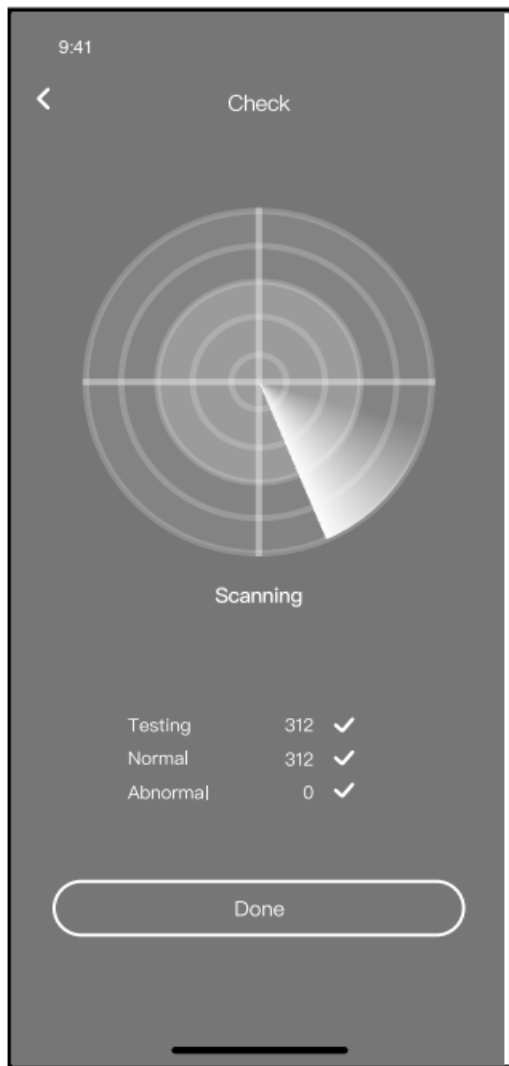 9:41
Check
Scanning
Testing 312
Normal 312
Abnormal 0
Done